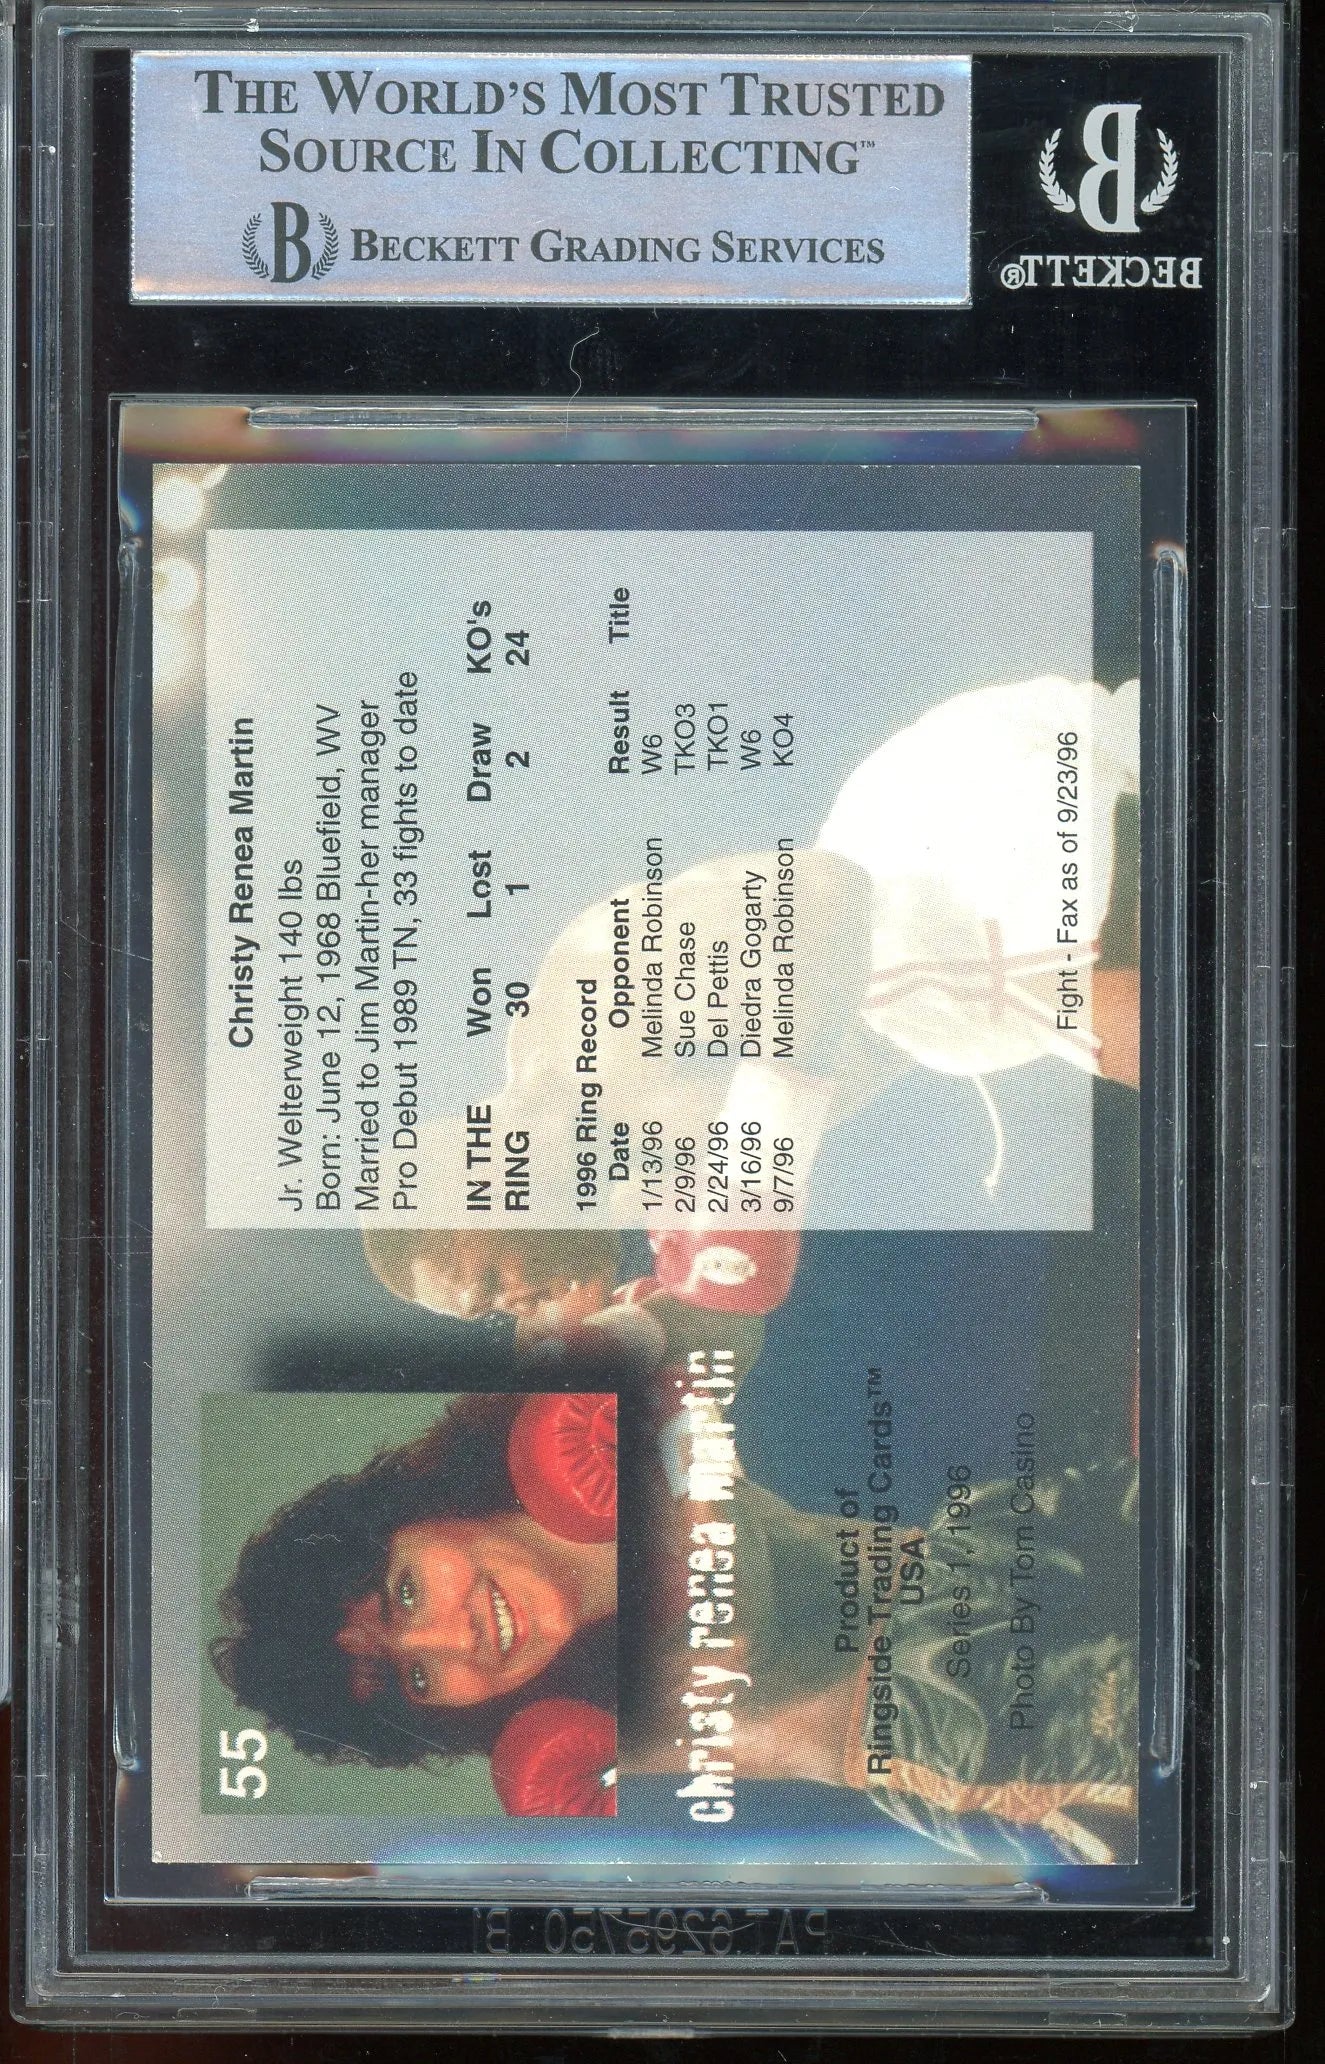 THE WORLD'S MOST TRUSTED
SOURCE IN COLLECTING™
B BECKETT GRADING SERVICES
B
BECKETT®
Christy Renea Martin
Jr. Welterweight 140 lbs
Born: June 12, 1968 Bluefield, WV
Married to Jim Martin-her manager
Pro Debut 1989 TN, 33 fights to date
IN THE Won Lost Draw KO's
RING 30 1 2 24
1996 Ring Record
Date Opponent Result Title
1/13/96 Melinda Robinson W6
2/9/96 Sue Chase TKO3
2/24/96 Del Pettis TKO1
3/16/96 Diedra Gogarty W6
9/7/96 Melinda Robinson KO4
Fight - Fax as of 9/23/96
55
christy renea martin
Product of
Ringside Trading Cards™
USA
Series 1, 1996
Photo By Tom Casino
PAT 6295750 B1